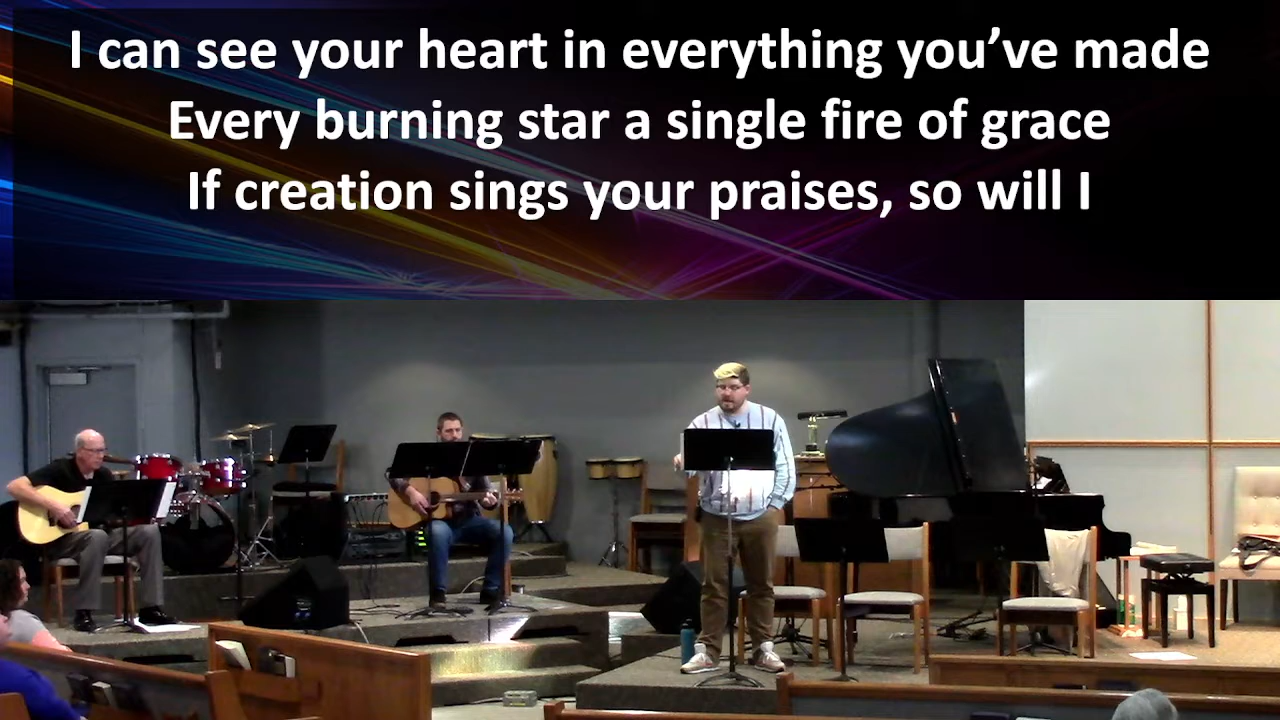 I can see your heart in everything you’ve made
Every burning star a single fire of grace
If creation sings your praises, so will I